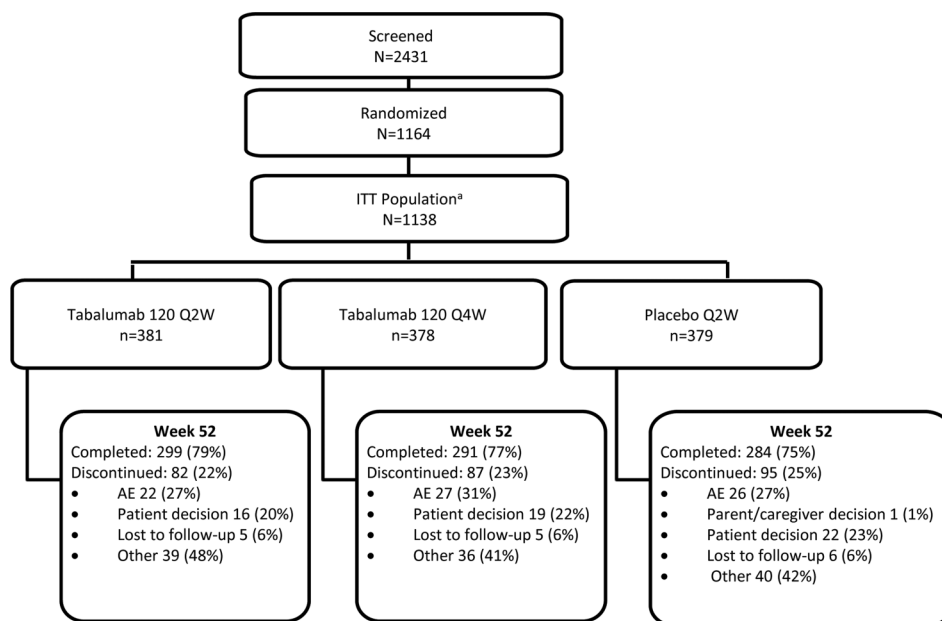 Screened
N=2431
Randomized
N=1164
ITT Populationᵃ
N=1138
Tabalumab 120 Q2W
n=381
Tabalumab 120 Q4W
n=378
Placebo Q2W
n=379
Week 52
Completed: 299 (79%)
Discontinued: 82 (22%)
• AE 22 (27%)
• Patient decision 16 (20%)
• Lost to follow-up 5 (6%)
• Other 39 (48%)
Week 52
Completed: 291 (77%)
Discontinued: 87 (23%)
• AE 27 (31%)
• Patient decision 19 (22%)
• Lost to follow-up 5 (6%)
• Other 36 (41%)
Week 52
Completed: 284 (75%)
Discontinued: 95 (25%)
• AE 26 (27%)
• Parent/caregiver decision 1 (1%)
• Patient decision 22 (23%)
• Lost to follow-up 6 (6%)
• Other 40 (42%)